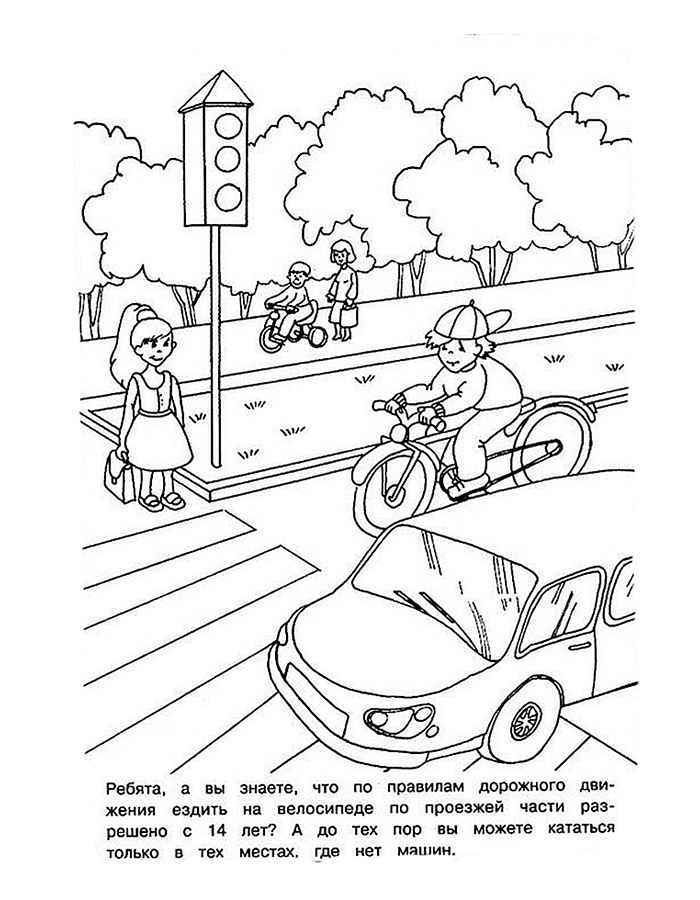 Ребята, а вы знаете, что по правилам дорожного дви-
жения ездить на велосипеде по проезжей части раз-
решено с 14 лет? А до тех пор вы можете кататься
только в тех местах, где нет машин.